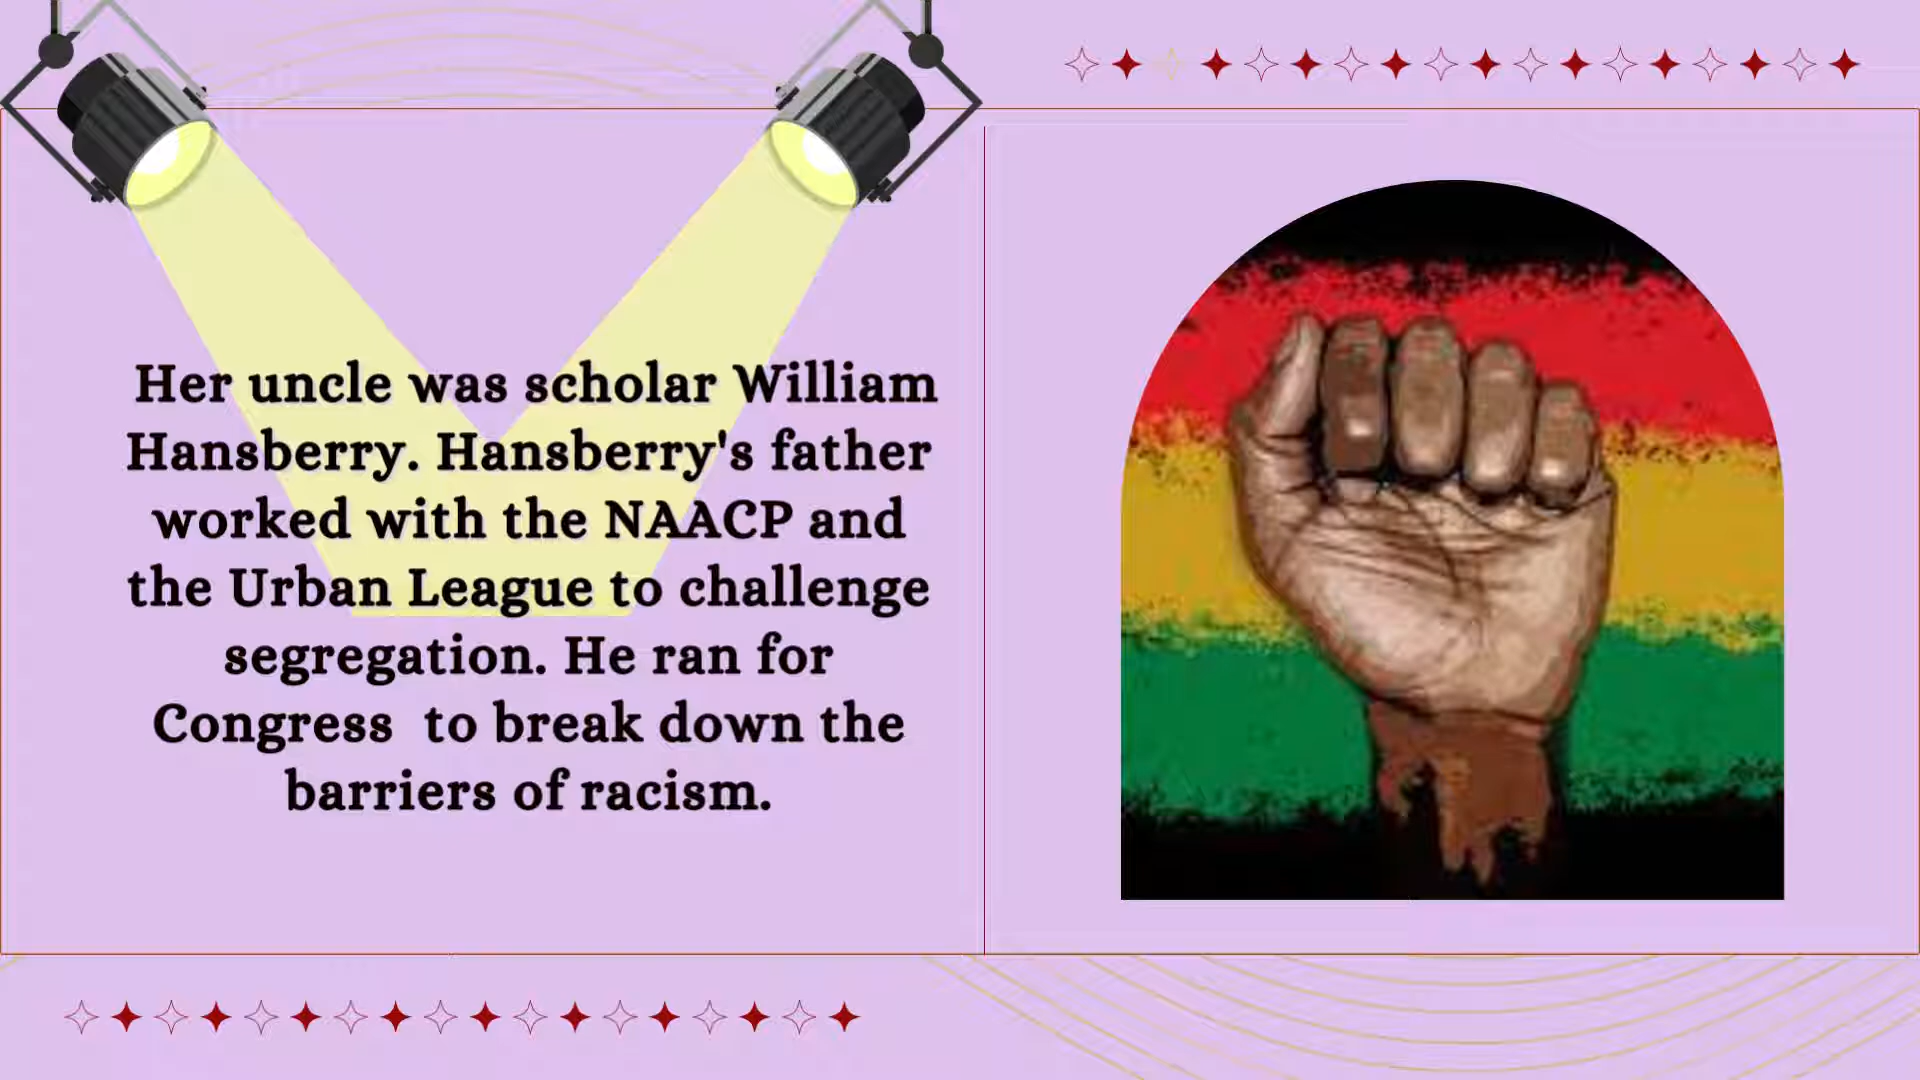 Her uncle was scholar William
Hansberry. Hansberry's father
worked with the NAACP and
the Urban League to challenge
segregation. He ran for
Congress  to break down the
barriers of racism.